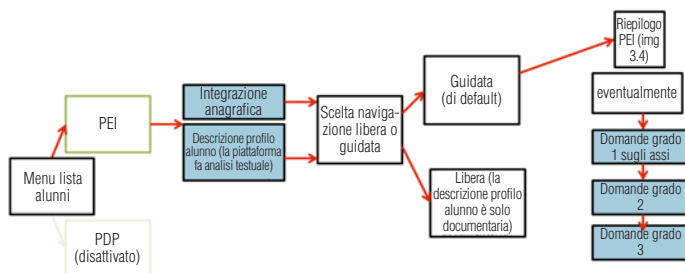 Menu lista
alunni
PEI
PDP
(disattivato)
Integrazione
anagrafica
Descrizione profilo
alunno (la piattaforma
fa analisi testuale)
Scelta naviga-
zione libera o
guidata
Guidata
(di default)
Libera (la
descrizione profilo
alunno è solo
documentaria)
Riepilogo
PEI (img
3.4)
eventualmente
Domande grado
1 sugli assi
Domande grado
2
Domande grado
3